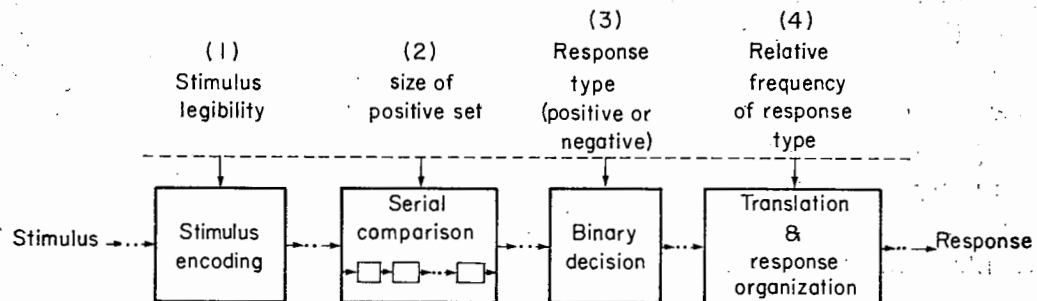 (1)
Stimulus
legibility
(2)
size of
positive set
(3)
Response
type
(positive or
negative)
(4)
Relative
frequency
of response
type
Stimulus
Stimulus
encoding
Serial
comparison
Binary
decision
Translation
&
response
organization
Response